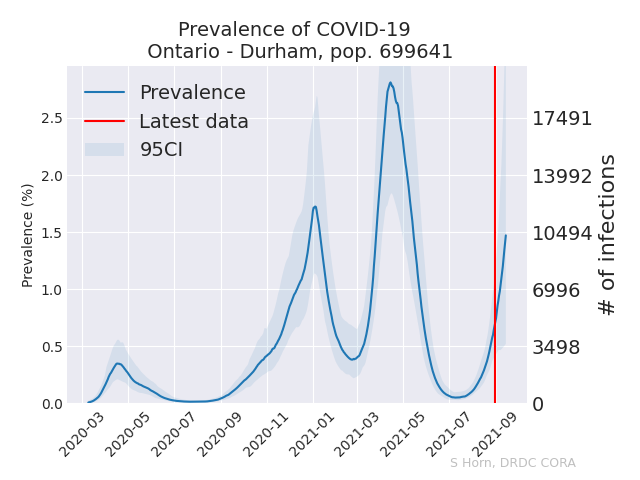 Prevalence of COVID-19
Ontario - Durham, pop. 699641
Prevalence
Latest data
95CI
Prevalence (%)
2.5
2.0
1.5
1.0
0.5
0.0
17491
13992
10494
6996
3498
0
# of infections
2020-03
2020-05
2020-07
2020-09
2020-11
2021-01
2021-03
2021-05
2021-07
2021-09
S Horn, DRDC CORA